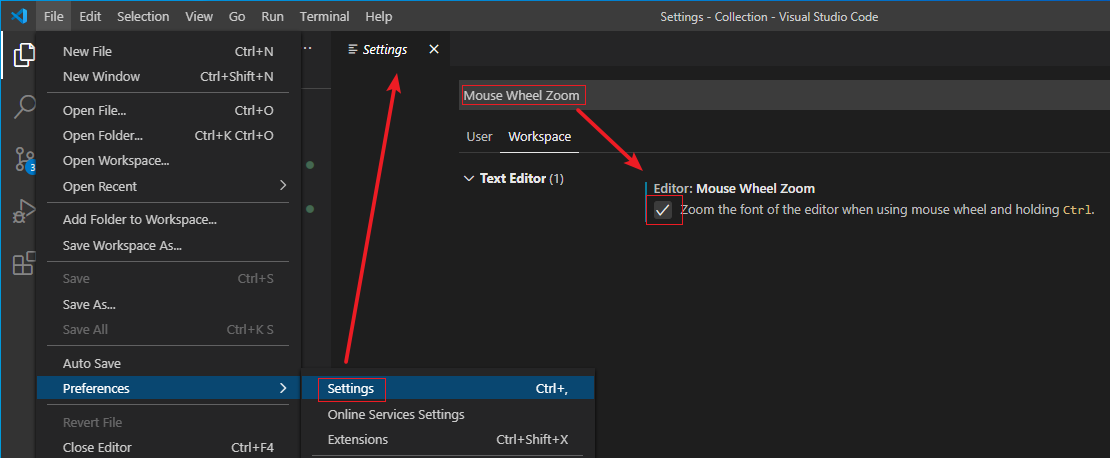 File Edit Selection View Go Run Terminal Help Settings - Collection - Visual Studio Code
New File Ctrl+N
New Window Ctrl+Shift+N
Open File... Ctrl+O
Open Folder... Ctrl+K Ctrl+O
Open Workspace...
Open Recent
Add Folder to Workspace...
Save Workspace As...
Save Ctrl+S
Save As...
Save All Ctrl+K S
Auto Save
Preferences
Revert File
Close Editor Ctrl+F4
3
Settings Ctrl+,
Online Services Settings
Extensions Ctrl+Shift+X
Settings
Mouse Wheel Zoom
User Workspace
Text Editor (1)
Editor: Mouse Wheel Zoom
Zoom the font of the editor when using mouse wheel and holding Ctrl.